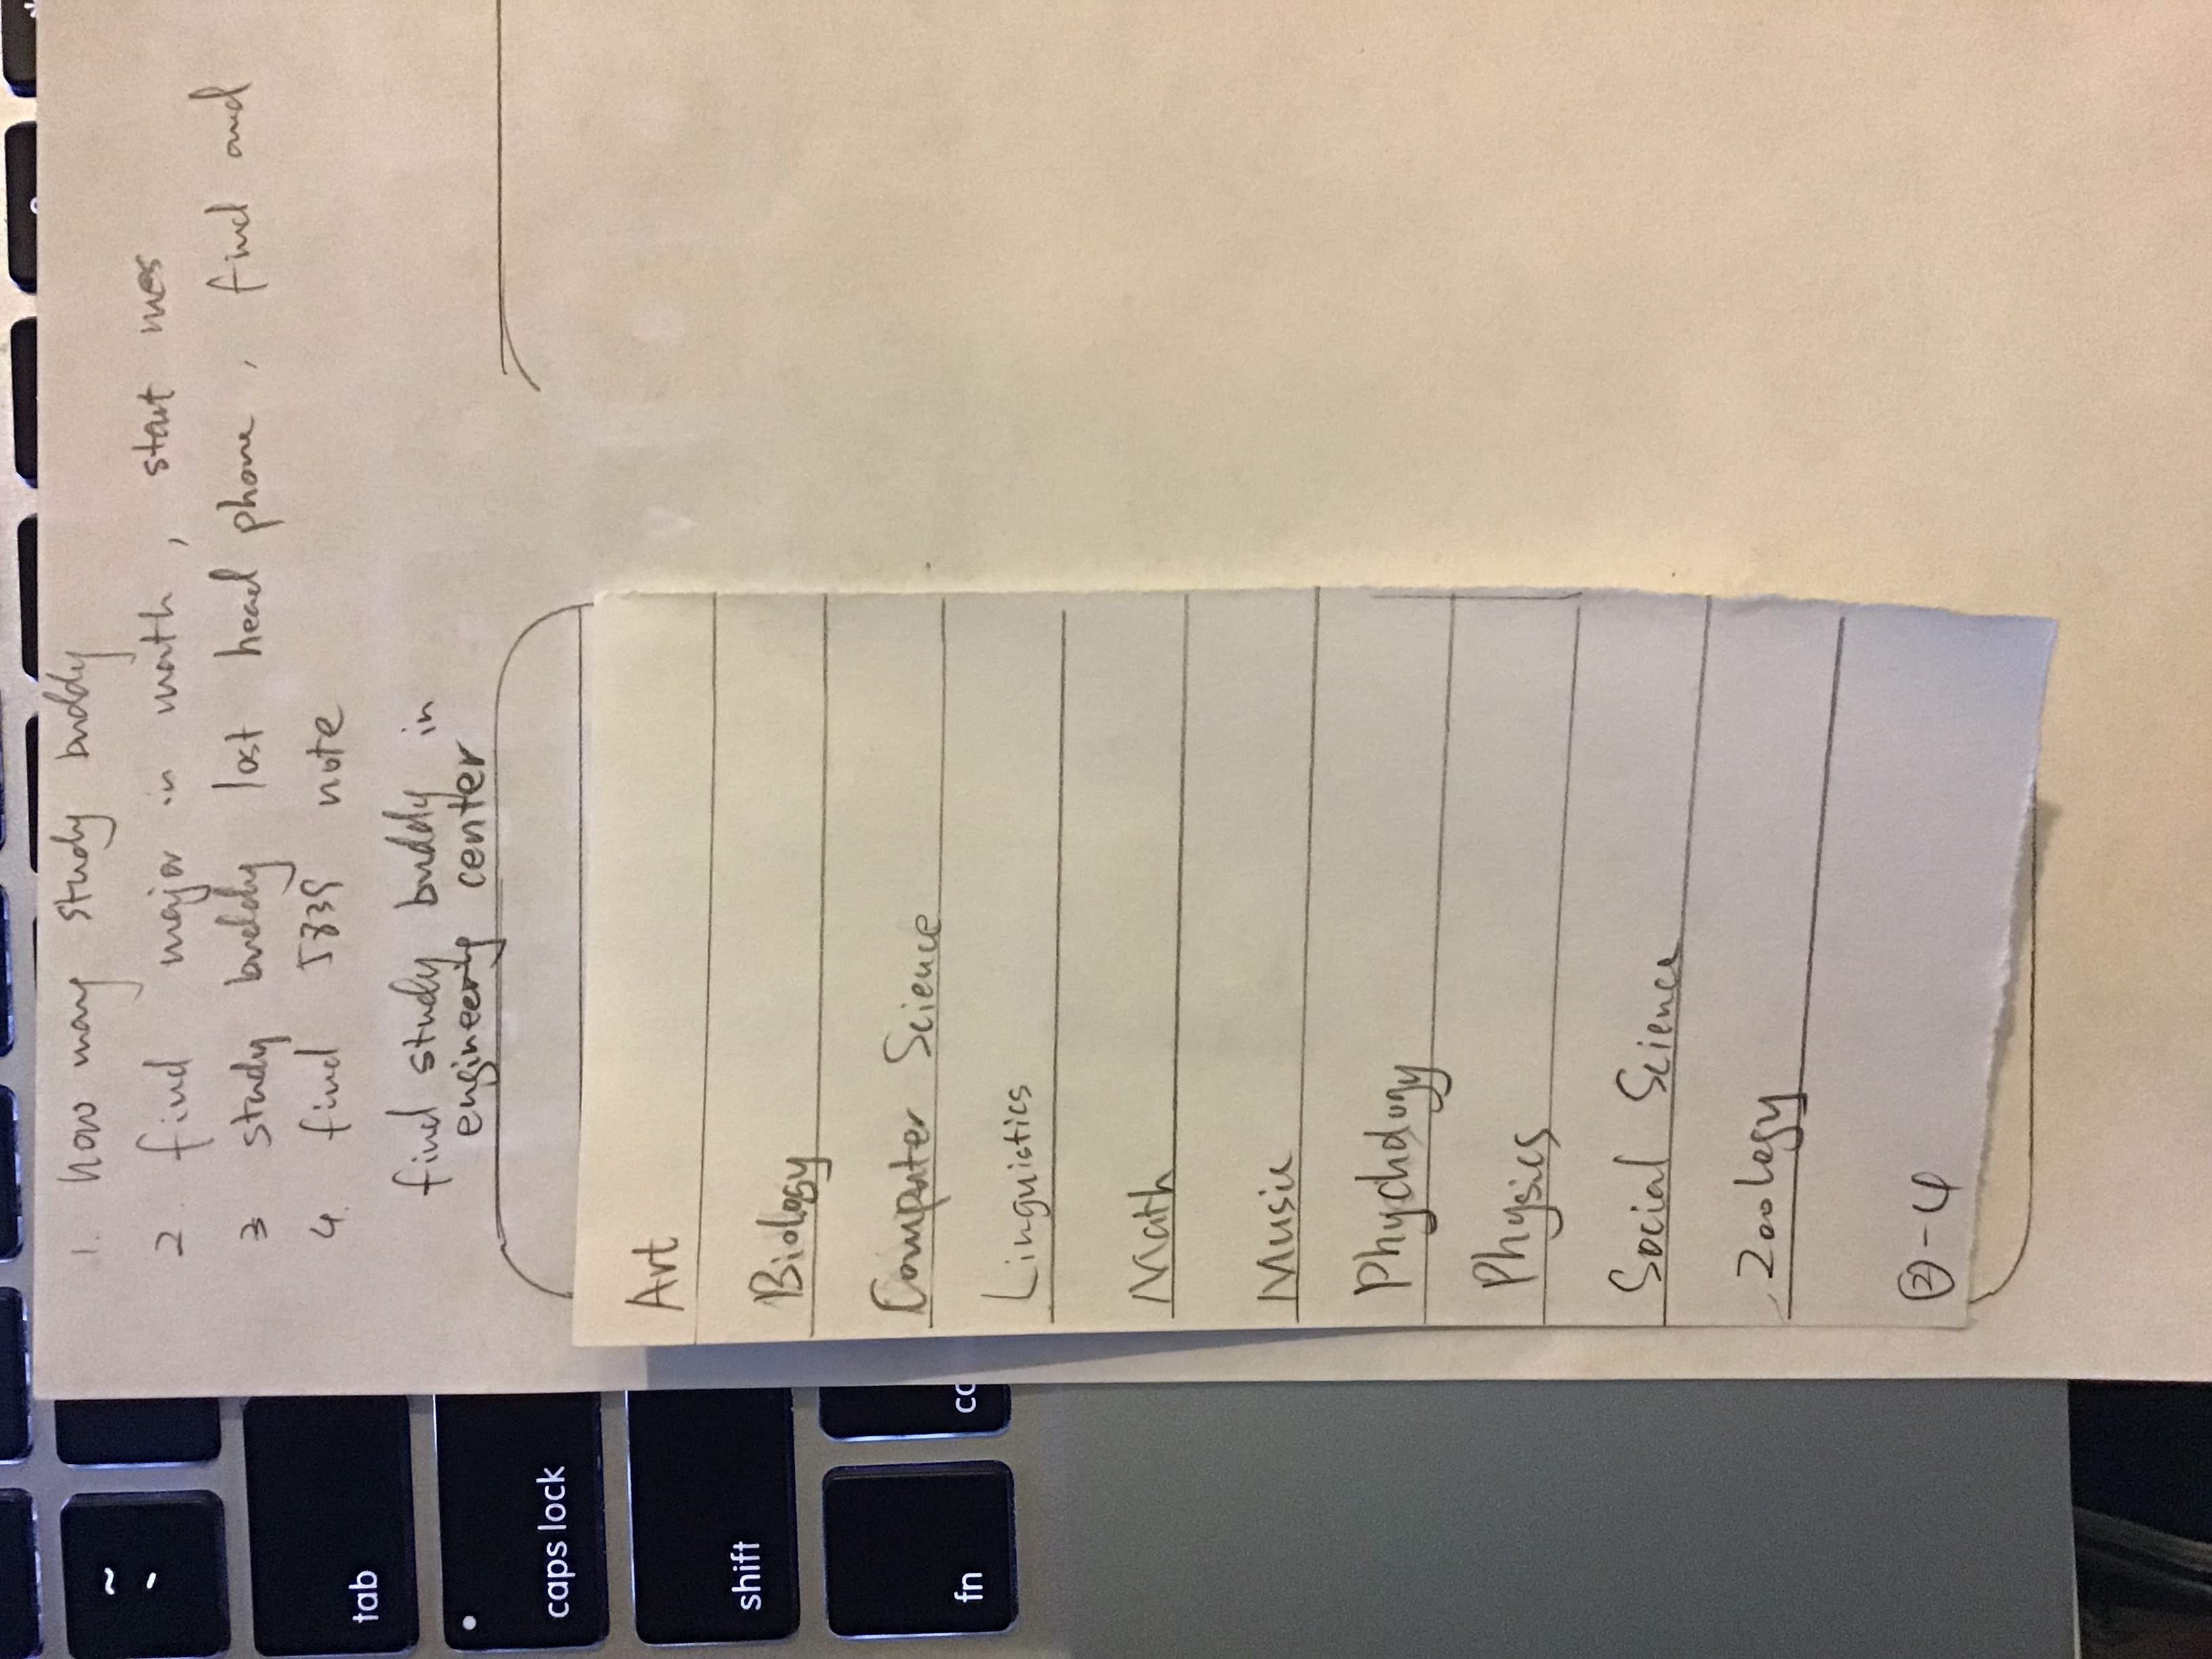 1. how many study buddy
2. find major in math, start mes
3 study buddy lost head phone, find and
4. find 5839 note
find study buddy in
engineering center
Art
Biology
Computer Science
Linguistics
Math
Music
Phychology
Physics
Social Science
Zoology
②-4
~
`
tab
caps lock
shift
fn
co